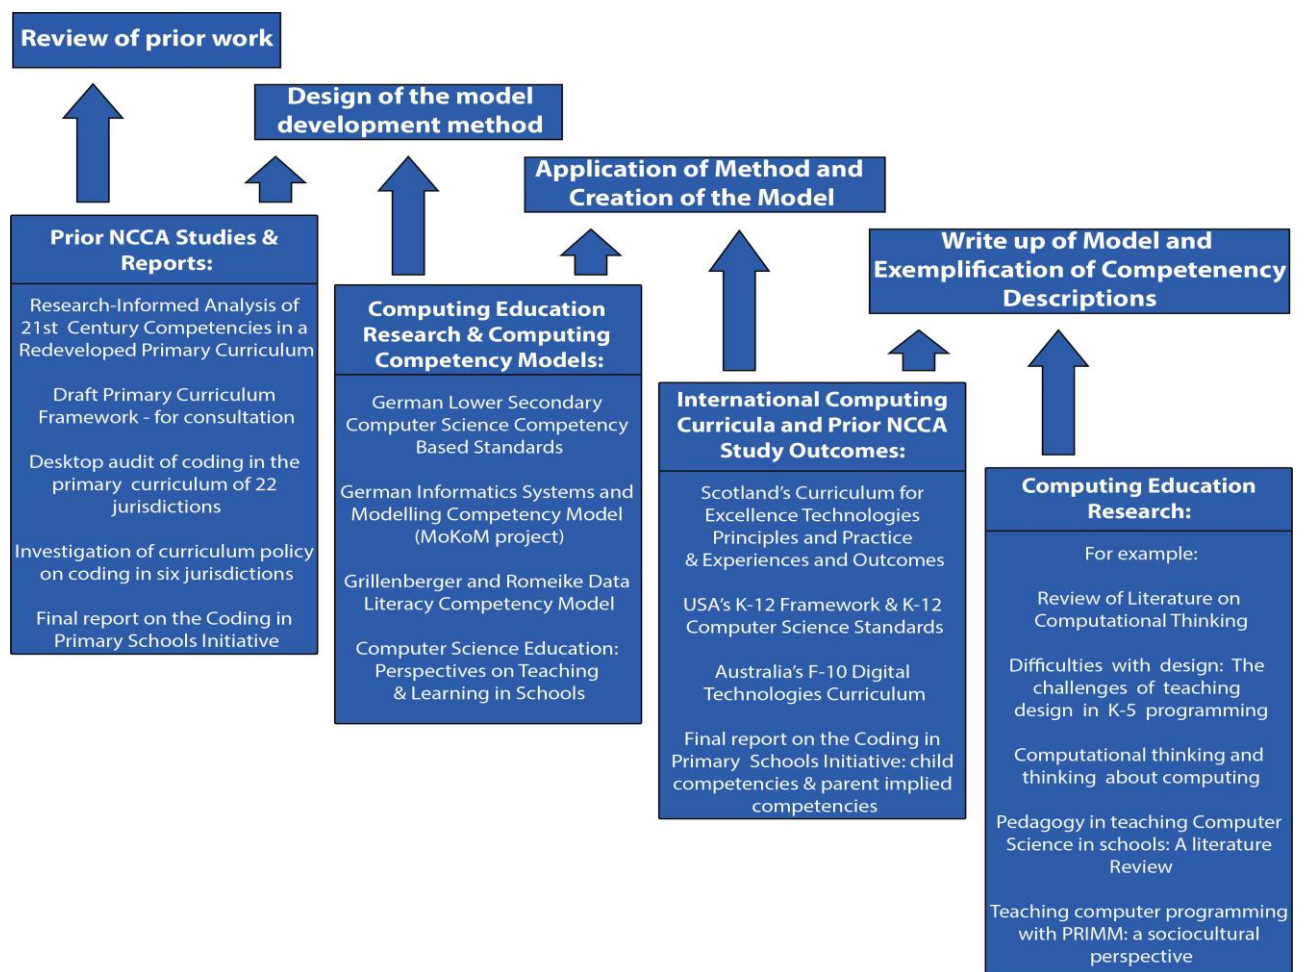 Review of prior work
Design of the model
development method
Application of Method and
Creation of the Model
Write up of Model and
Exemplification of Competenency
Descriptions
Prior NCCA Studies &
Reports:
Research-Informed Analysis of
21st Century Competencies in a
Redeveloped Primary Curriculum
Draft Primary Curriculum
Framework - for consultation
Desktop audit of coding in the
primary curriculum of 22
jurisdictions
Investigation of curriculum policy
on coding in six jurisdictions
Final report on the Coding in
Primary Schools Initiative
Computing Education
Research & Computing
Competency Models:
German Lower Secondary
Computer Science Competency
Based Standards
German Informatics Systems and
Modelling Competency Model
(MoKoM project)
Grillenberger and Romeike Data
Literacy Competency Model
Computer Science Education:
Perspectives on Teaching
& Learning in Schools
International Computing
Curricula and Prior NCCA
Study Outcomes:
Scotland's Curriculum for
Excellence Technologies
Principles and Practice
& Experiences and Outcomes
USA's K-12 Framework & K-12
Computer Science Standards
Australia's F-10 Digital
Technologies Curriculum
Final report on the Coding in
Primary Schools Initiative: child
competencies & parent implied
competencies
Computing Education
Research:
For example:
Review of Literature on
Computational Thinking
Difficulties with design: The
challenges of teaching
design in K-5 programming
Computational thinking and
thinking about computing
Pedagogy in teaching Computer
Science in schools: A literature
Review
Teaching computer programming
with PRIMM: a sociocultural
perspective